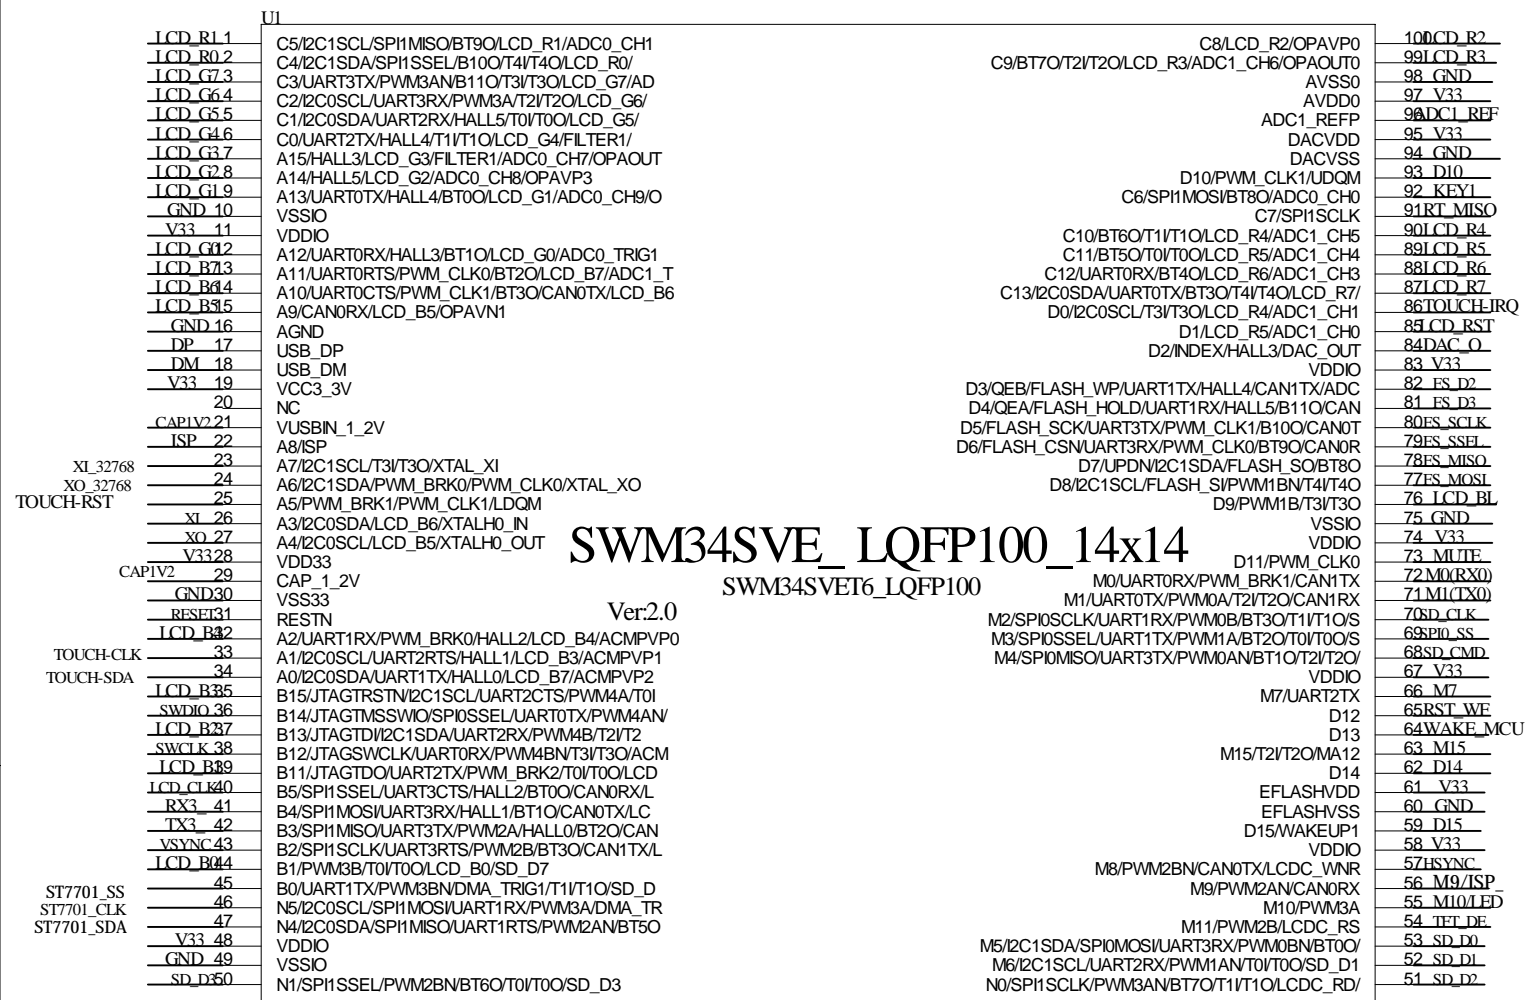 U1
LCD_R1 1 C5/I2C1SCL/SPI1MISO/BT9O/LCD_R1/ADC0_CH1
LCD_R0 2 C4/I2C1SDA/SPI1SSEL/B10O/T4I/T4O/LCD_R0/
LCD_G7 3 C3/UART3TX/PWM3AN/B11O/T3I/T3O/LCD_G7/AD
LCD_G6 4 C2/I2C0SCL/UART3RX/PWM3A/T2I/T2O/LCD_G6/
LCD_G5 5 C1/I2C0SDA/UART2RX/HALL5/T0I/T0O/LCD_G5/
LCD_G4 6 C0/UART2TX/HALL4/T1I/T1O/LCD_G4/FILTER1/
LCD_G3 7 A15/HALL3/LCD_G3/FILTER1/ADC0_CH7/OPAOUT
LCD_G2 8 A14/HALL5/LCD_G2/ADC0_CH8/OPAVP3
LCD_G1 9 A13/UART0TX/HALL4/BT0O/LCD_G1/ADC0_CH9/O
GND 10 VSSIO
V33 11 VDDIO
LCD_G0 12 A12/UART0RX/HALL3/BT1O/LCD_G0/ADC0_TRIG1
LCD_B7 13 A11/UART0RTS/PWM_CLK0/BT2O/LCD_B7/ADC1_T
LCD_B6 14 A10/UART0CTS/PWM_CLK1/BT3O/CAN0TX/LCD_B6
LCD_B5 15 A9/CAN0RX/LCD_B5/OPAVN1
GND 16 AGND
DP 17 USB_DP
DM 18 USB_DM
V33 19 VCC3_3V
20 NC
CAP1V2 21 VUSBIN_1_2V
ISP 22 A8/ISP
XI_32768 23 A7/I2C1SCL/T3I/T3O/XTAL_XI
XO_32768 24 A6/I2C1SDA/PWM_BRK0/PWM_CLK0/XTAL_XO
TOUCH-RST 25 A5/PWM_BRK1/PWM_CLK1/LDQM
XI 26 A3/I2C0SDA/LCD_B6/XTALH0_IN
XO 27 A4/I2C0SCL/LCD_B5/XTALH0_OUT
V33 28 VDD33
CAP1V2 29 CAP_1_2V
GND 30 VSS33
RESET 31 RESTN
LCD_B4 32 A2/UART1RX/PWM_BRK0/HALL2/LCD_B4/ACMPVP0
TOUCH-CLK 33 A1/I2C0SCL/UART2RTS/HALL1/LCD_B3/ACMPVP1
TOUCH-SDA 34 A0/I2C0SDA/UART1TX/HALL0/LCD_B7/ACMPVP2
LCD_B3 35 B15/JTAGTRSTN/I2C1SCL/UART2CTS/PWM4A/T0I
SWDIO 36 B14/JTAGTMSSWIO/SPI0SSEL/UART0TX/PWM4AN/
LCD_B2 37 B13/JTAGTDI/I2C1SDA/UART2RX/PWM4B/T2I/T2
SWCLK 38 B12/JTAGSWCLK/UART0RX/PWM4BN/T3I/T3O/ACM
LCD_B1 39 B11/JTAGTDO/UART2TX/PWM_BRK2/T0I/T0O/LCD
LCD_CLK 40 B5/SPI1SSEL/UART3CTS/HALL2/BT0O/CAN0RX/L
RX3_ 41 B4/SPI1MOSI/UART3RX/HALL1/BT1O/CAN0TX/LC
TX3_ 42 B3/SPI1MISO/UART3TX/PWM2A/HALL0/BT2O/CAN
VSYNC 43 B2/SPI1SCLK/UART3RTS/PWM2B/BT3O/CAN1TX/L
LCD_B0 44 B1/PWM3B/T0I/T0O/LCD_B0/SD_D7
ST7701_SS 45 B0/UART1TX/PWM3BN/DMA_TRIG1/T1I/T1O/SD_D
ST7701_CLK 46 N5/I2C0SCL/SPI1MOSI/UART1RX/PWM3A/DMA_TR
ST7701_SDA 47 N4/I2C0SDA/SPI1MISO/UART1RTS/PWM2AN/BT5O
V33 48 VDDIO
GND 49 VSSIO
SD_D3 50 N1/SPI1SSEL/PWM2BN/BT6O/T0I/T0O/SD_D3
SWM34SVE_ LQFP100_14x14
SWM34SVET6_LQFP100
Ver:2.0
C8/LCD_R2/OPAVP0 100 LCD_R2
C9/BT7O/T2I/T2O/LCD_R3/ADC1_CH6/OPAOUT0 99 LCD_R3
AVSS0 98 GND
AVDD0 97 V33
ADC1_REFP 96 ADC1_REF
DACVDD 95 V33
DACVSS 94 GND
D10/PWM_CLK1/UDQM 93 D10
C6/SPI1MOSI/BT8O/ADC0_CH0 92 KEY1
C7/SPI1SCLK 91 RT_MISO
C10/BT6O/T1I/T1O/LCD_R4/ADC1_CH5 90 LCD_R4
C11/BT5O/T0I/T0O/LCD_R5/ADC1_CH4 89 LCD_R5
C12/UART0RX/BT4O/LCD_R6/ADC1_CH3 88 LCD_R6
C13/I2C0SDA/UART0TX/BT3O/T4I/T4O/LCD_R7/ 87 LCD_R7
D0/I2C0SCL/T3I/T3O/LCD_R4/ADC1_CH1 86 TOUCH-IRQ
D1/LCD_R5/ADC1_CH0 85 LCD_RST
D2/INDEX/HALL3/DAC_OUT 84 DAC_O
VDDIO 83 V33
D3/QEB/FLASH_WP/UART1TX/HALL4/CAN1TX/ADC 82 FS_D2
D4/QEA/FLASH_HOLD/UART1RX/HALL5/B11O/CAN 81 FS_D3
D5/FLASH_SCK/UART3TX/PWM_CLK1/B10O/CAN0T 80 FS_SCLK
D6/FLASH_CSN/UART3RX/PWM_CLK0/BT9O/CAN0R 79 FS_SSEL
D7/UPDN/I2C1SDA/FLASH_SO/BT8O 78 FS_MISO
D8/I2C1SCL/FLASH_SI/PWM1BN/T4I/T4O 77 FS_MOSI
D9/PWM1B/T3I/T3O 76 LCD_BL
VSSIO 75 GND
VDDIO 74 V33
D11/PWM_CLK0 73 MUTE
M0/UART0RX/PWM_BRK1/CAN1TX 72 M0(RX0)
M1/UART0TX/PWM0A/T2I/T2O/CAN1RX 71 M1(TX0)
M2/SPI0SCLK/UART1RX/PWM0B/BT3O/T1I/T1O/S 70 SD_CLK
M3/SPI0SSEL/UART1TX/PWM1A/BT2O/T0I/T0O/S 69 SPI0_SS
M4/SPI0MISO/UART3TX/PWM0AN/BT1O/T2I/T2O/ 68 SD_CMD
VDDIO 67 V33
M7/UART2TX 66 M7
D12 65 RST_WF
D13 64 WAKE_MCU
M15/T2I/T2O/MA12 63 M15
D14 62 D14
EFLASHVDD 61 V33
EFLASHVSS 60 GND
D15/WAKEUP1 59 D15
VDDIO 58 V33
M8/PWM2BN/CAN0TX/LCDC_WNR 57 HSYNC
M9/PWM2AN/CAN0RX 56 M9/ISP_
M10/PWM3A 55 M10/LED
M11/PWM2B/LCDC_RS 54 TFT_DE
M5/I2C1SDA/SPI0MOSI/UART3RX/PWM0BN/BT0O/ 53 SD_D0
M6/I2C1SCL/UART2RX/PWM1AN/T0I/T0O/SD_D1 52 SD_D1
N0/SPI1SCLK/PWM3AN/BT7O/T1I/T1O/LCDC_RD/ 51 SD_D2